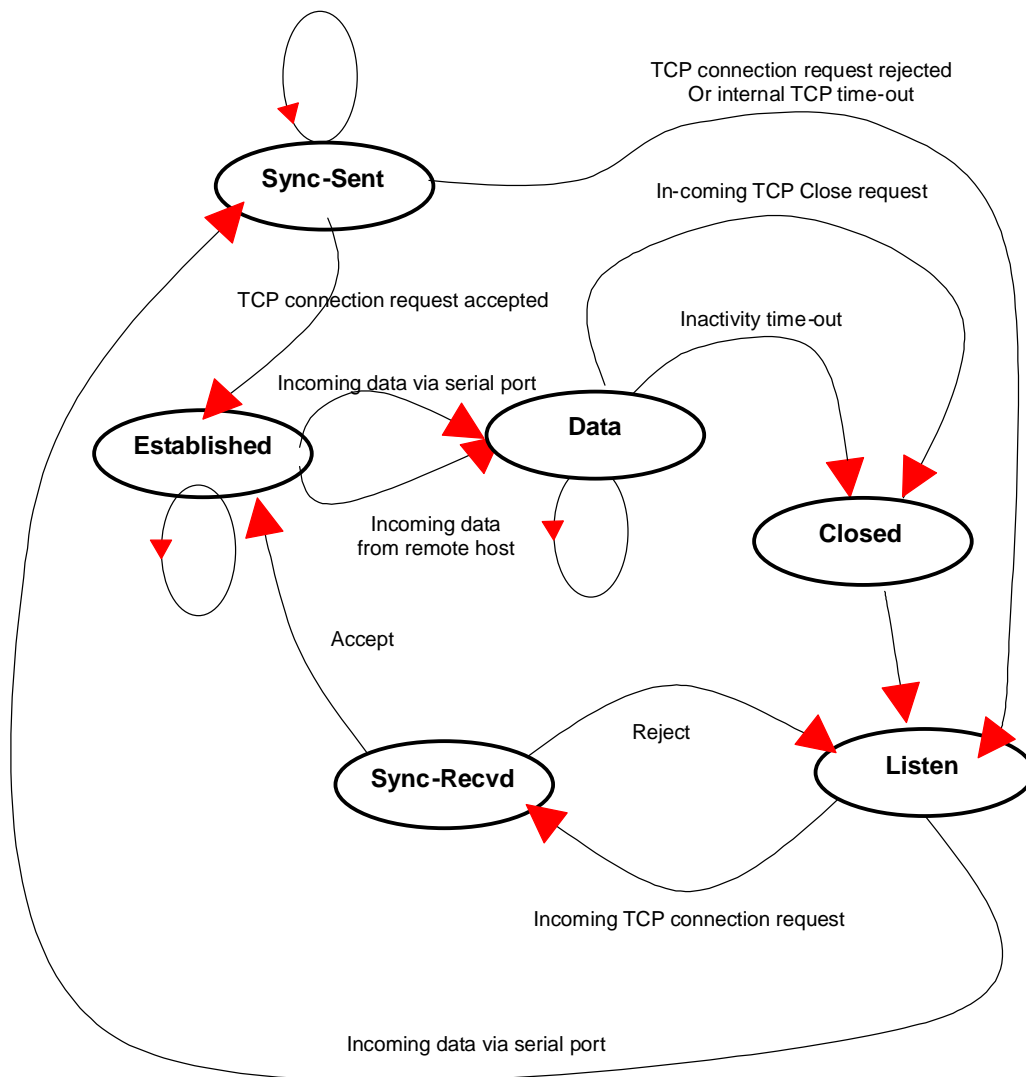 TCP connection request rejected
Or internal TCP time-out
Sync-Sent
In-coming TCP Close request
TCP connection request accepted
Inactivity time-out
Incoming data via serial port
Data
Established
Incoming data
from remote host
Closed
Accept
Reject
Sync-Recvd
Listen
Incoming TCP connection request
Incoming data via serial port